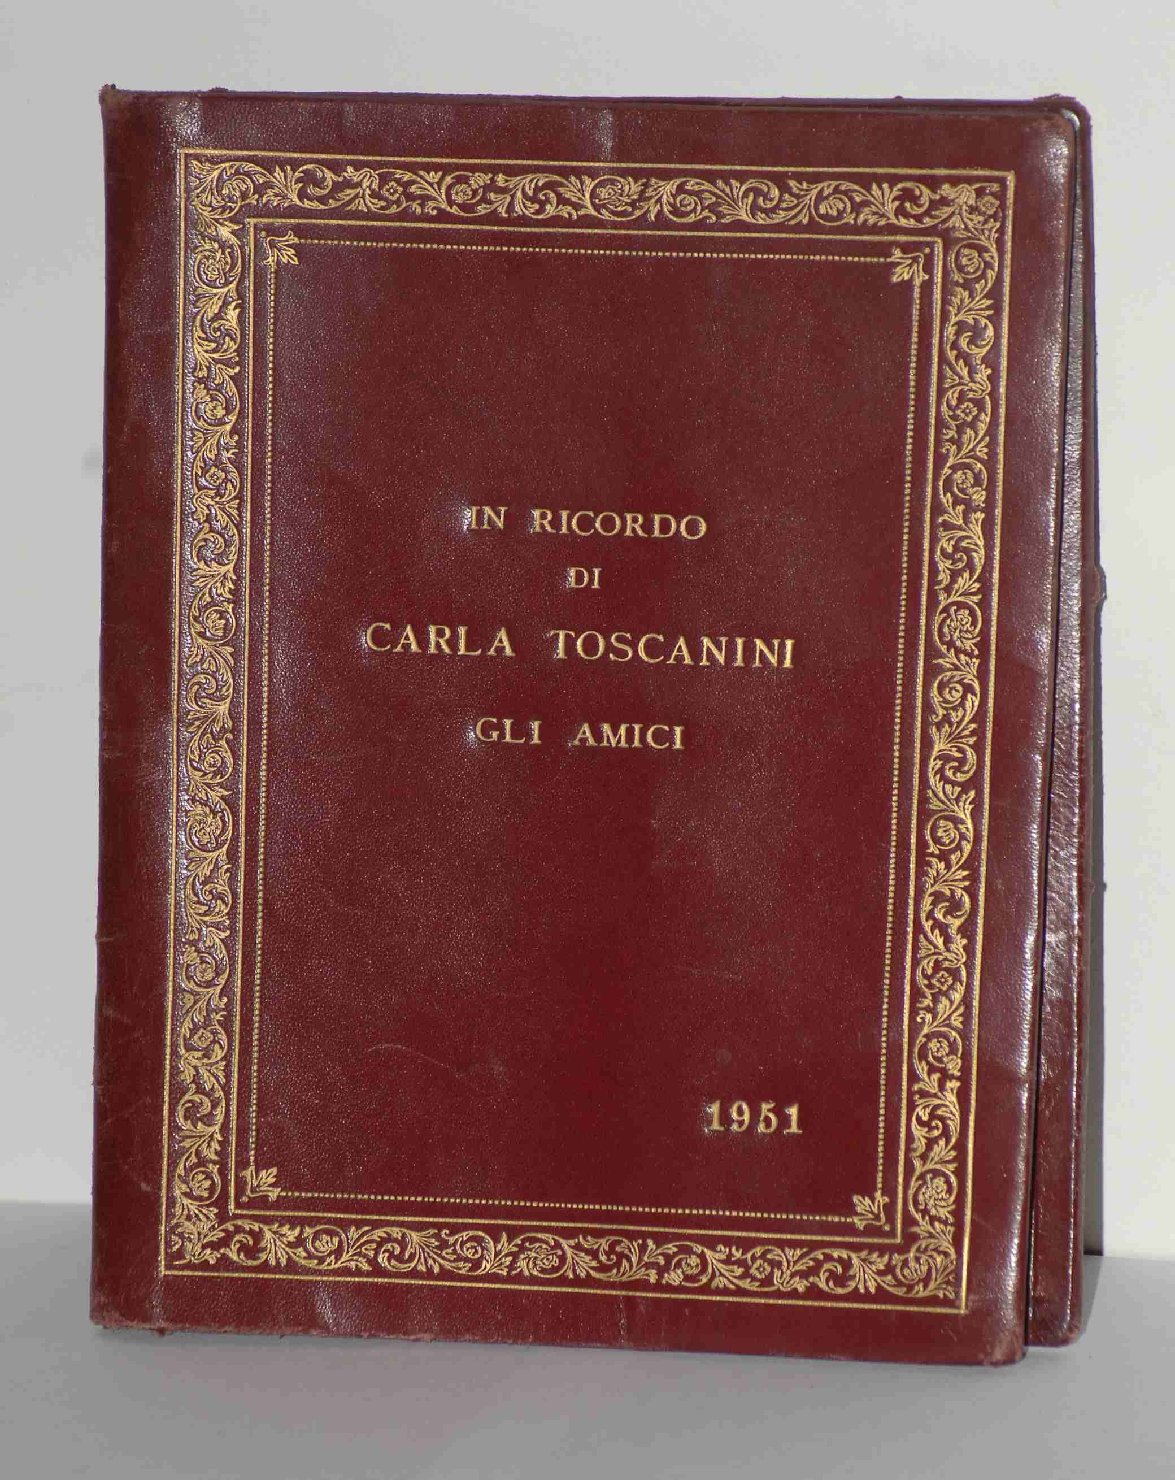 IN RICORDO
DI
CARLA TOSCANINI
GLI AMICI
1951